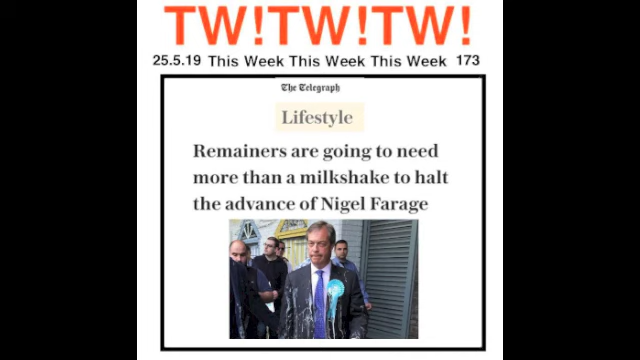 TW!TW!TW!
25.5.19 This Week This Week This Week 173
The Telegraph
Lifestyle
Remainers are going to need
more than a milkshake to halt
the advance of Nigel Farage